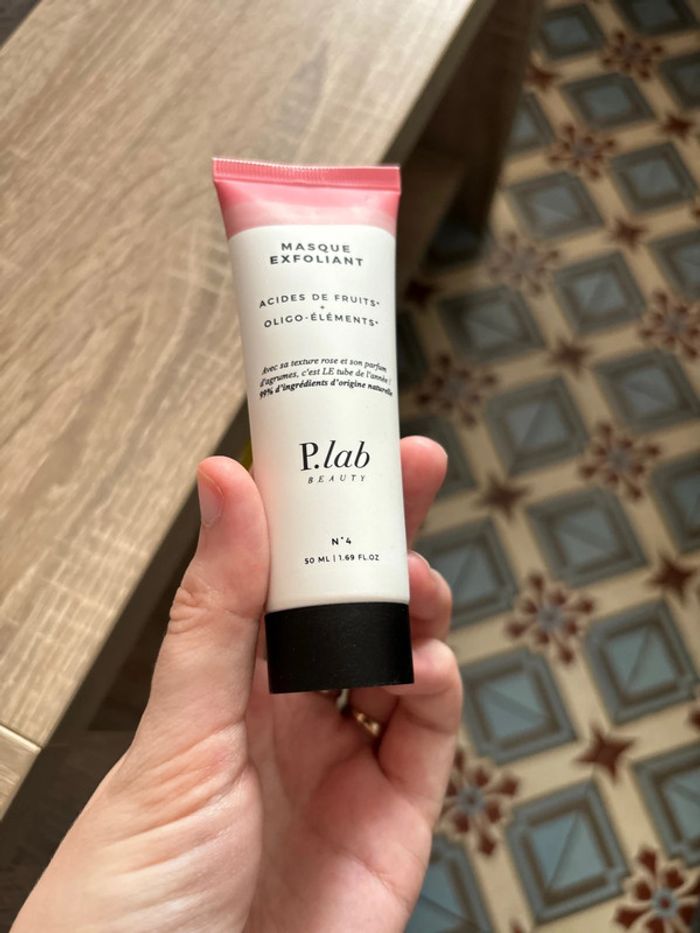 MASQUE
EXFOLIANT
ACIDES DE FRUITS*
+
OLIGO-ÉLÉMENTS*
Avec sa texture rose et son parfum
d'agrumes, c'est LE tube de l'année !
99% d'ingrédients d'origine naturelle
P.lab
BEAUTY
N°4
50 ML | 1.69 FL.OZ